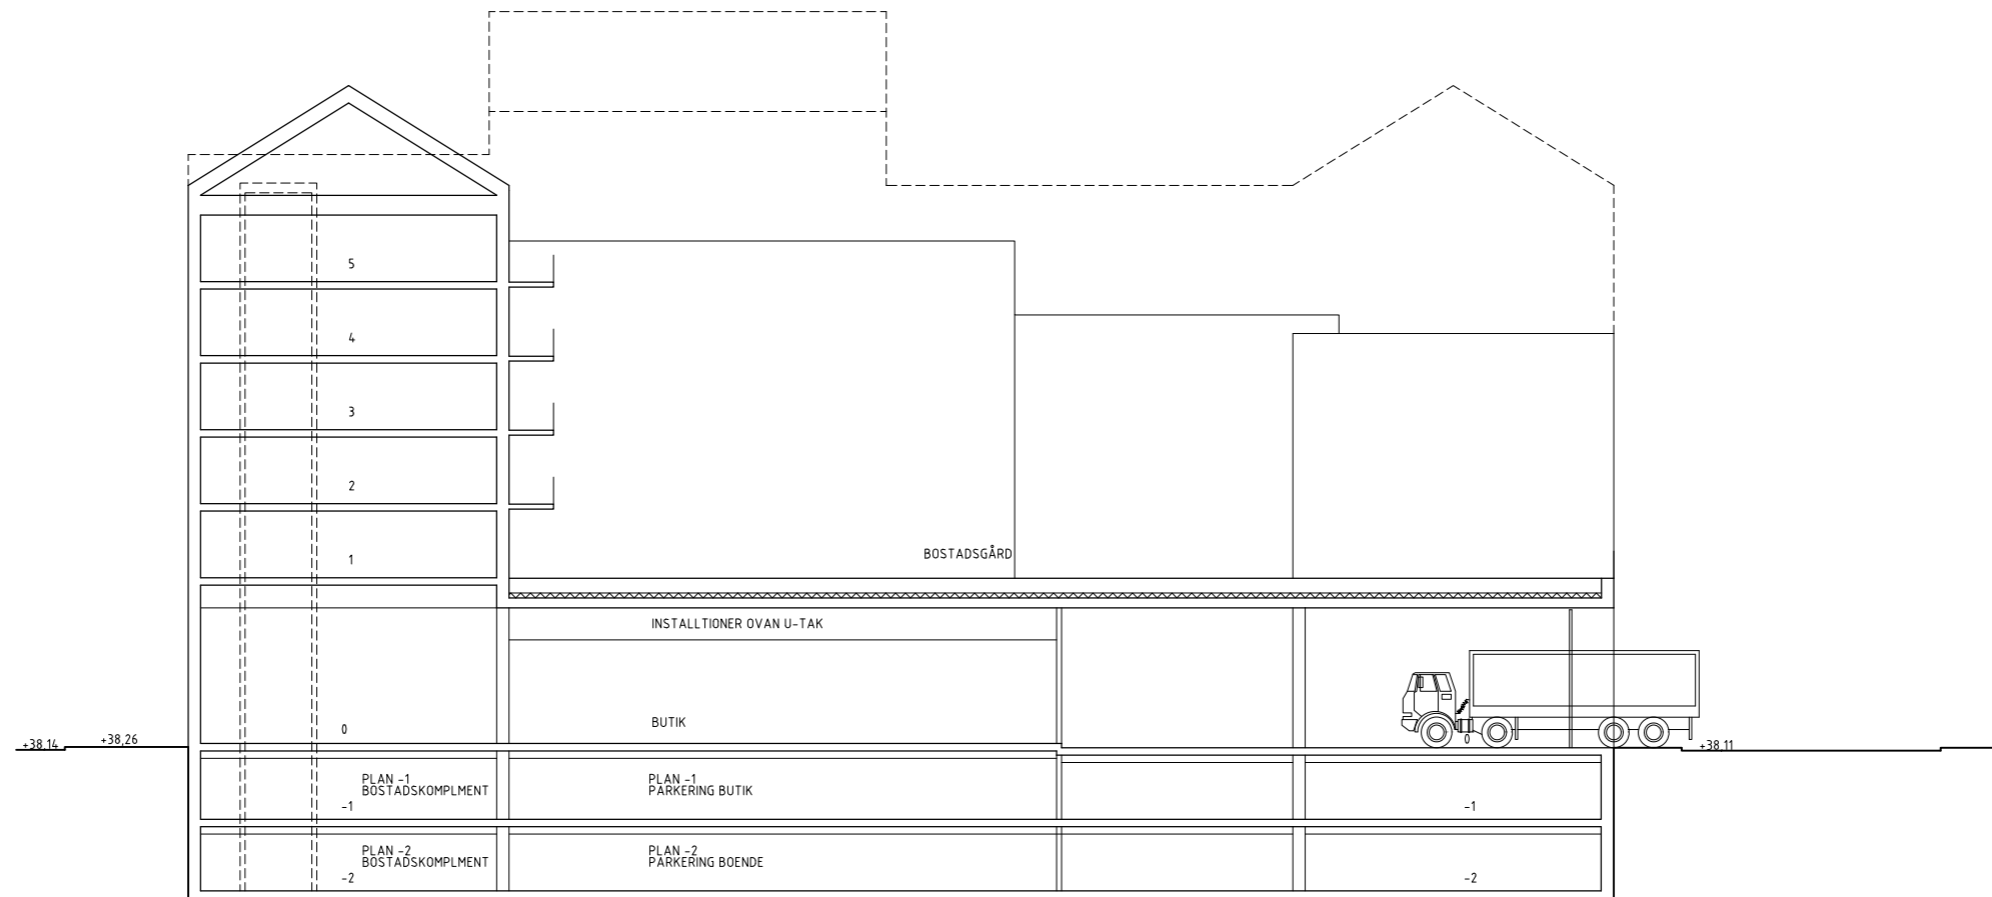 5
4
3
2
1
BOSTADSGÅRD
INSTALLTIONER OVAN U-TAK
0
BUTIK
0
+38,14
+38,26
+38,11
PLAN -1
BOSTADSKOMPLMENT
-1
PLAN -1
PARKERING BUTIK
-1
PLAN -2
BOSTADSKOMPLMENT
-2
PLAN -2
PARKERING BOENDE
-2